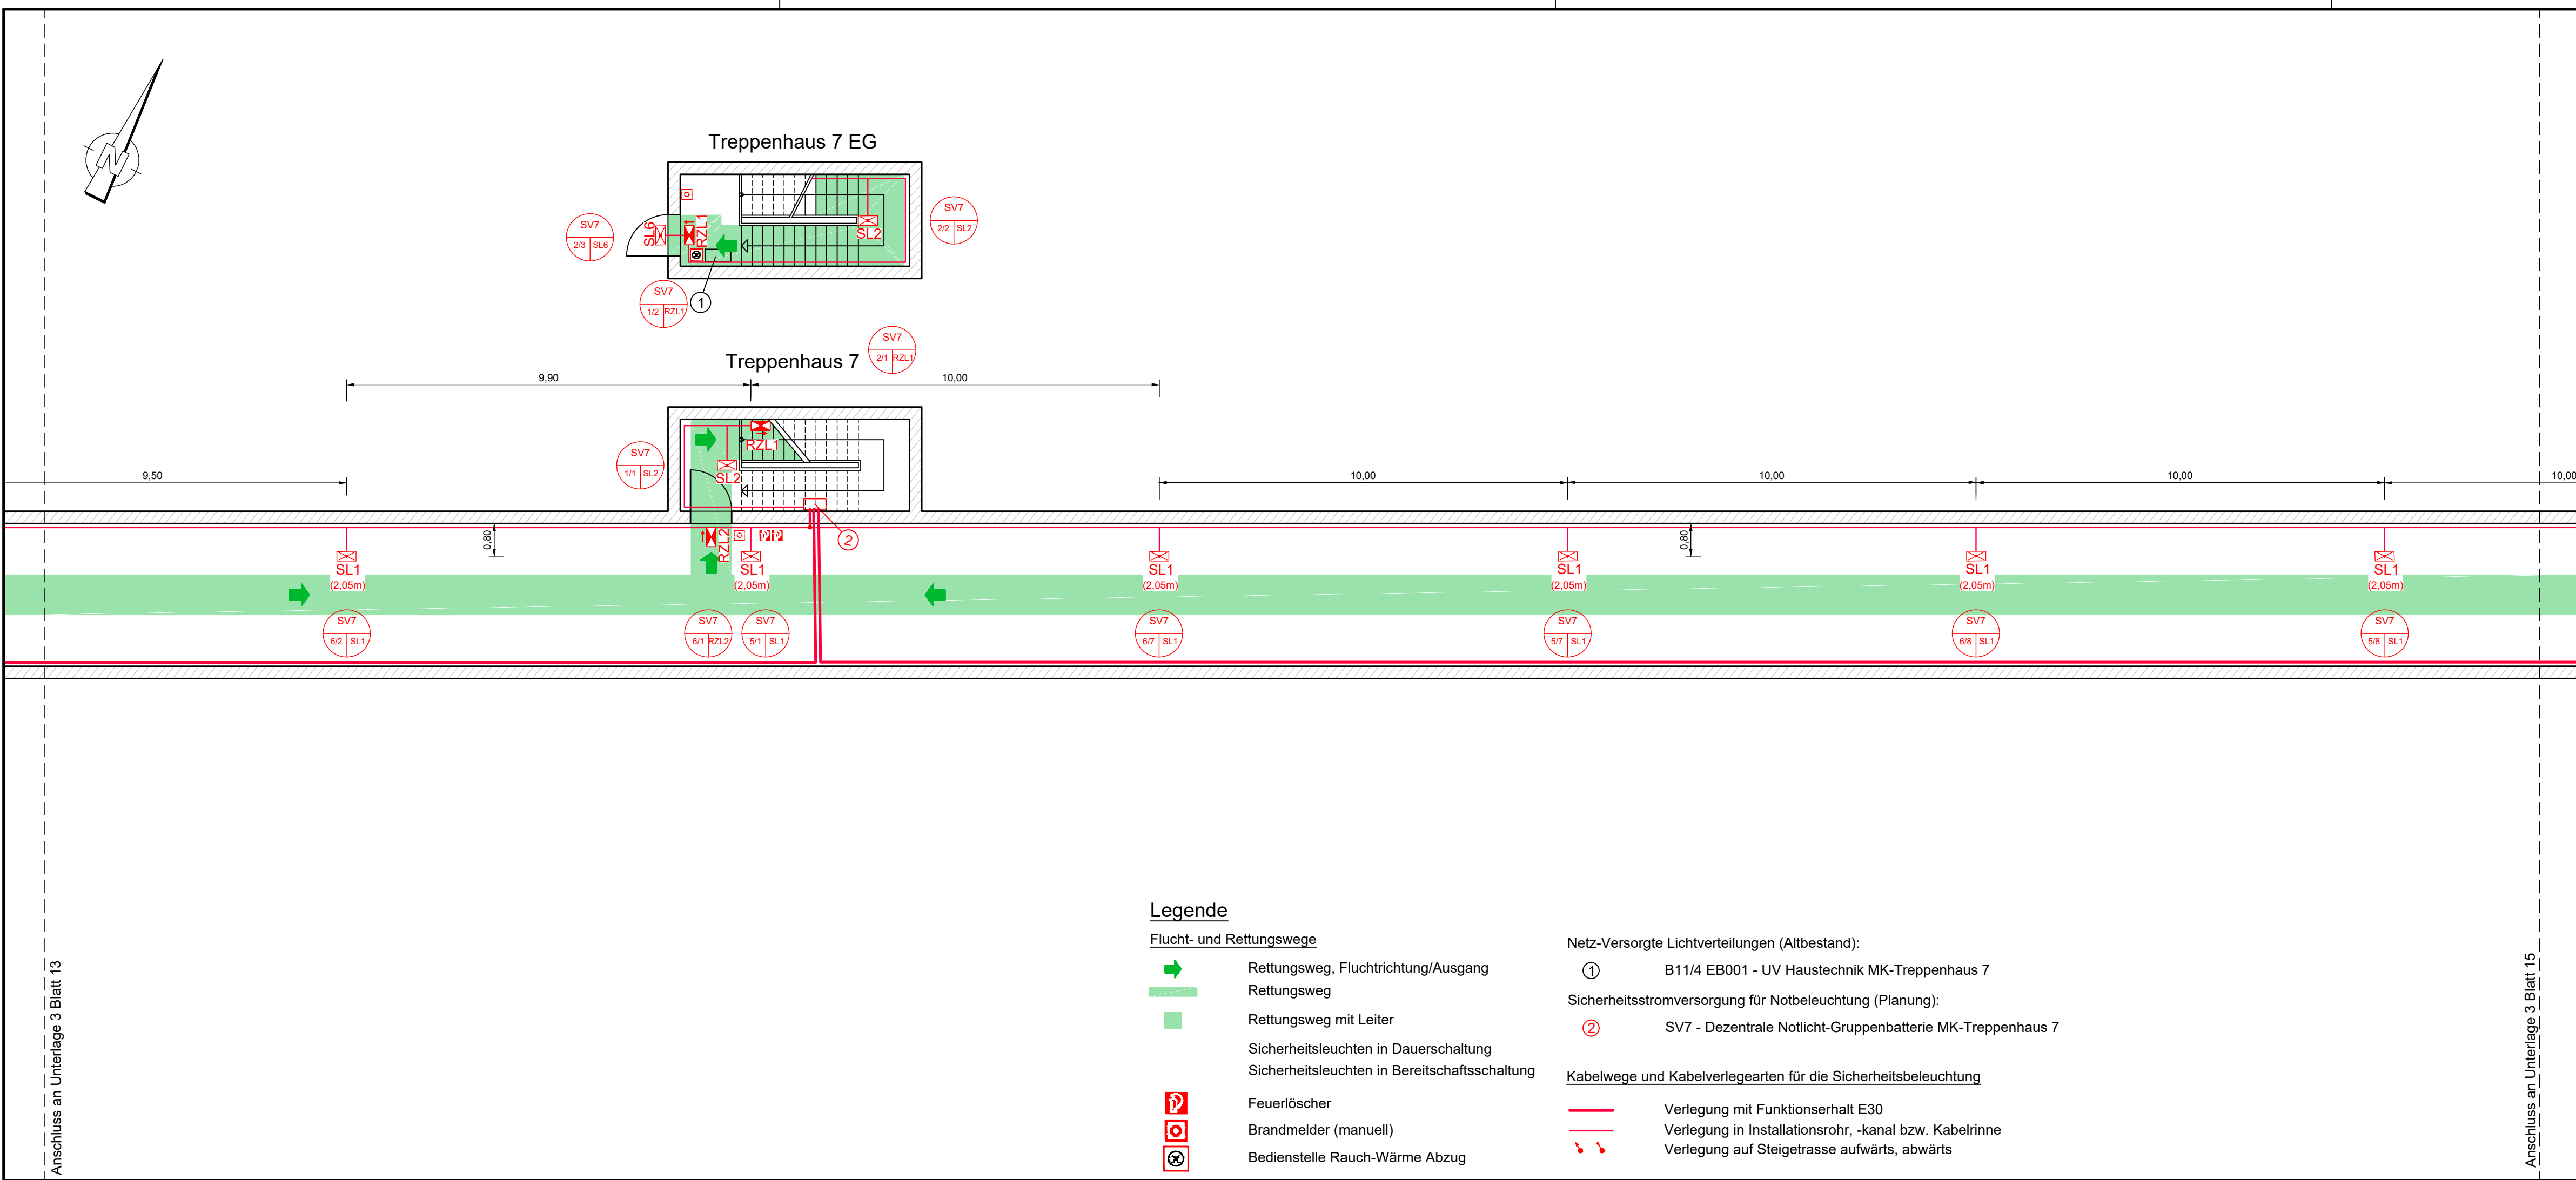 N
Treppenhaus 7 EG
SV7
2/3 SL6
SL6
RZL1
SL2
SV7
2/2 SL2
SV7
1/2 RZL1
1
SV7
2/1 RZL1
Treppenhaus 7
9,90
10,00
RZL1
SV7
1/1 SL2
SL2
9,50
10,00
10,00
10,00
10,00
0,80
RZL2
2
0,80
SL1
(2,05m)
SL1
(2,05m)
SL1
(2,05m)
SL1
(2,05m)
SL1
(2,05m)
SL1
(2,05m)
SV7
6/2 SL1
SV7
6/1 RZL2
SV7
5/1 SL1
SV7
6/7 SL1
SV7
5/7 SL1
SV7
6/8 SL1
SV7
5/8 SL1
Anschluss an Unterlage 3 Blatt 13
Legende
Flucht- und Rettungswege
Rettungsweg, Fluchtrichtung/Ausgang
Rettungsweg
Rettungsweg mit Leiter
Sicherheitsleuchten in Dauerschaltung
Sicherheitsleuchten in Bereitschaftsschaltung
Feuerlöscher
Brandmelder (manuell)
Bedienstelle Rauch-Wärme Abzug
Netz-Versorgte Lichtverteilungen (Altbestand):
1 B11/4 EB001 - UV Haustechnik MK-Treppenhaus 7
Sicherheitsstromversorgung für Notbeleuchtung (Planung):
2 SV7 - Dezentrale Notlicht-Gruppenbatterie MK-Treppenhaus 7
Kabelwege und Kabelverlegearten für die Sicherheitsbeleuchtung
Verlegung mit Funktionserhalt E30
Verlegung in Installationsrohr, -kanal bzw. Kabelrinne
Verlegung auf Steigetrasse aufwärts, abwärts
Anschluss an Unterlage 3 Blatt 15